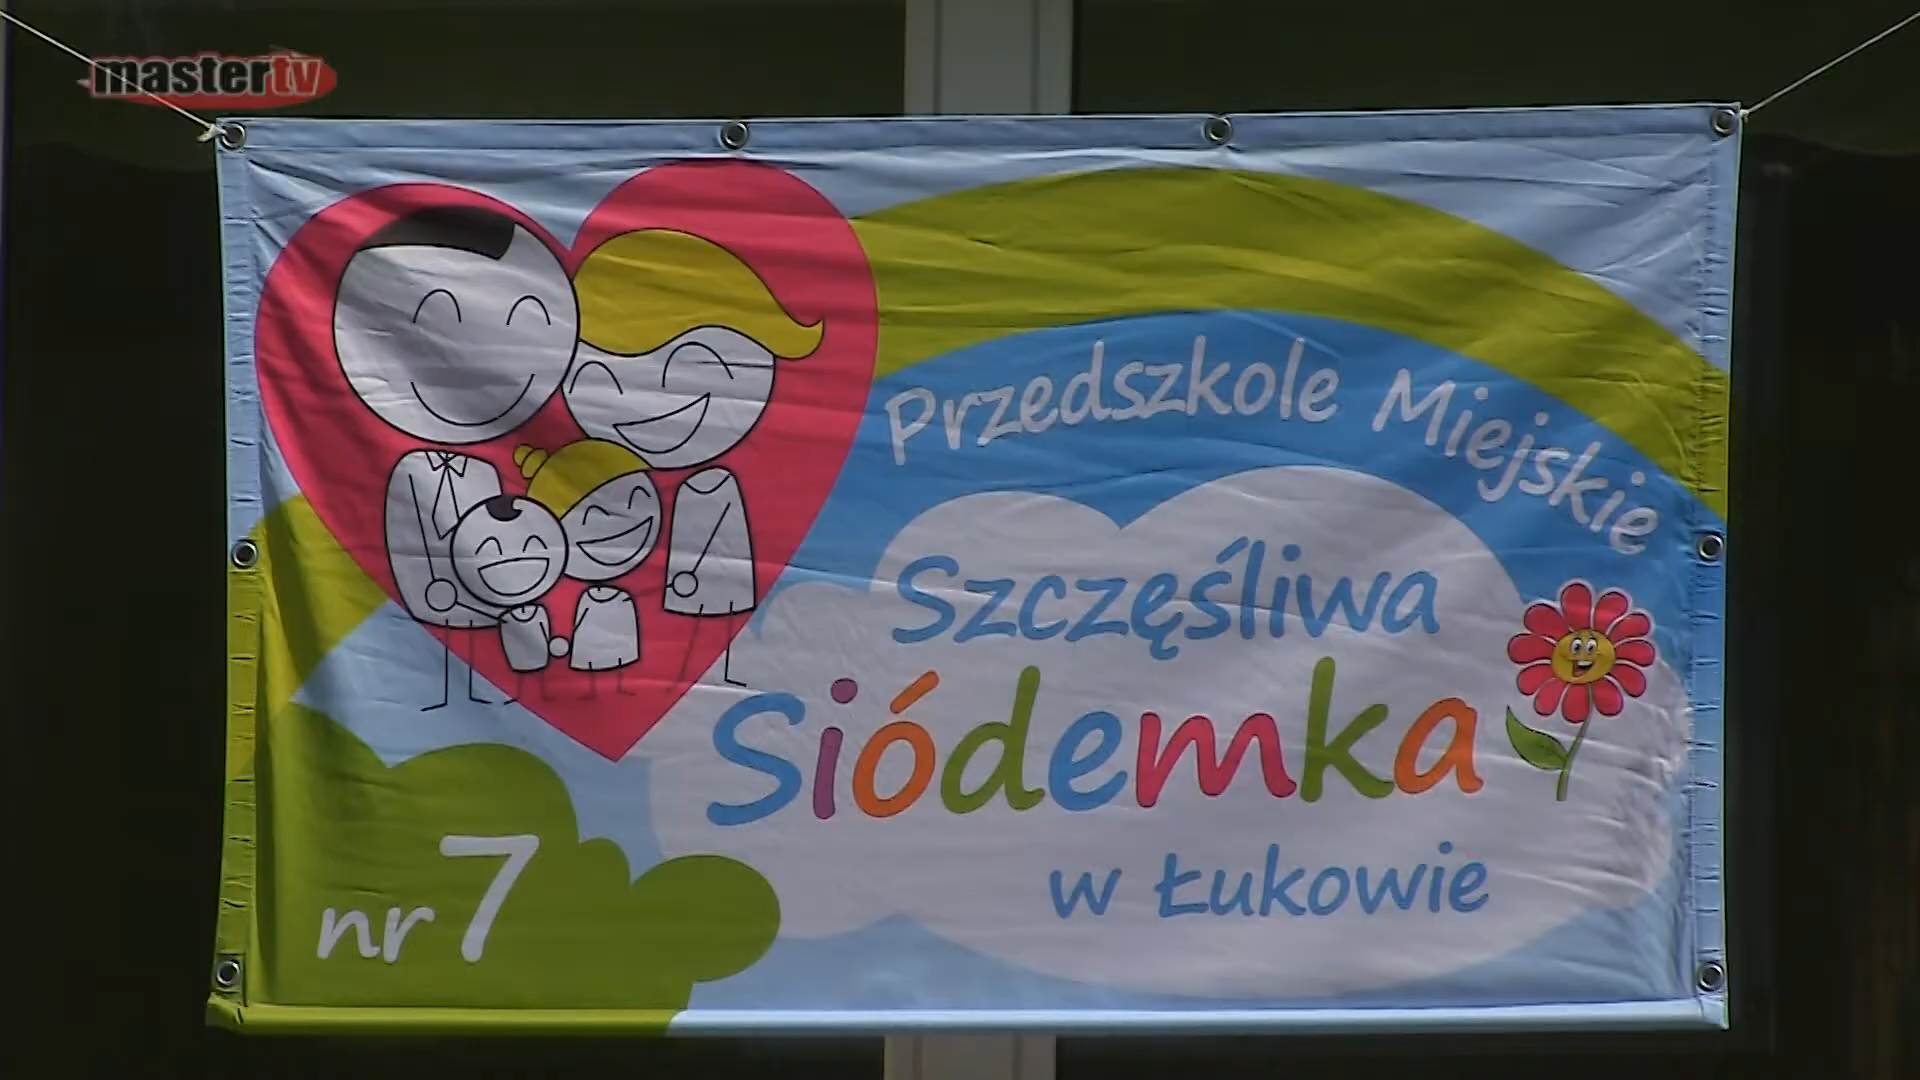 mastertv
Przedszkole Miejskie
Szczęśliwa
Siódemka
w Łukowie
nr 7